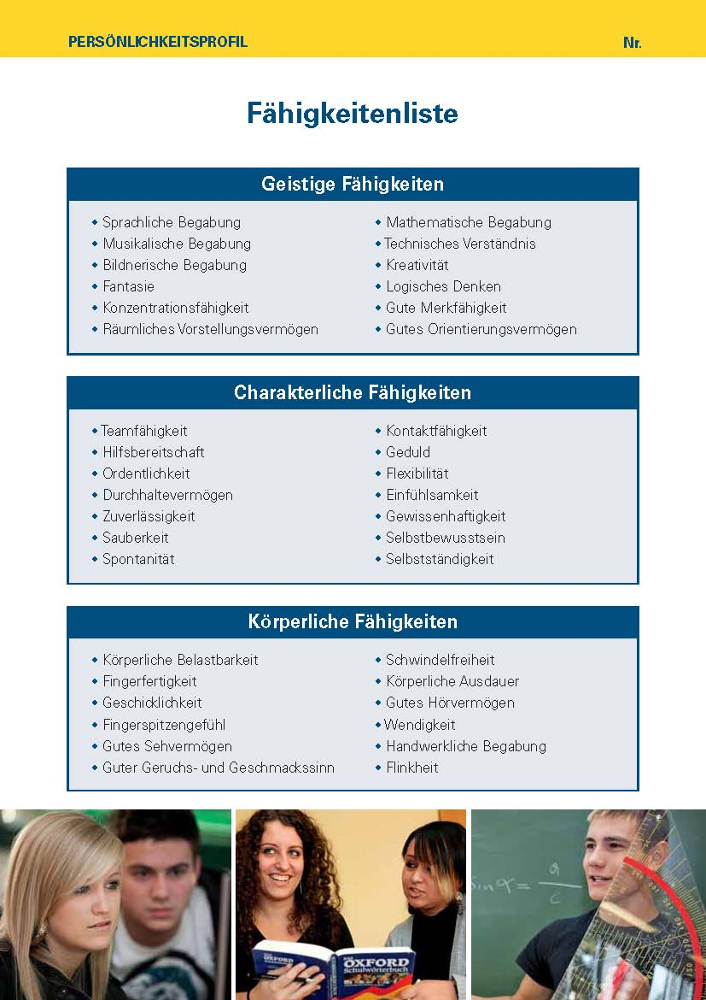 PERSÖNLICHKEITSPROFIL
Nr.
Fähigkeitenliste
Geistige Fähigkeiten
• Sprachliche Begabung
• Musikalische Begabung
• Bildnerische Begabung
• Fantasie
• Konzentrationsfähigkeit
• Räumliches Vorstellungsvermögen
• Mathematische Begabung
• Technisches Verständnis
• Kreativität
• Logisches Denken
• Gute Merkfähigkeit
• Gutes Orientierungsvermögen
Charakterliche Fähigkeiten
• Teamfähigkeit
• Hilfsbereitschaft
• Ordentlichkeit
• Durchhaltevermögen
• Zuverlässigkeit
• Sauberkeit
• Spontanität
• Kontaktfähigkeit
• Geduld
• Flexibilität
• Einfühlsamkeit
• Gewissenhaftigkeit
• Selbstbewusstsein
• Selbstständigkeit
Körperliche Fähigkeiten
• Körperliche Belastbarkeit
• Fingerfertigkeit
• Geschicklichkeit
• Fingerspitzengefühl
• Gutes Sehvermögen
• Guter Geruchs- und Geschmackssinn
• Schwindelfreiheit
• Körperliche Ausdauer
• Gutes Hörvermögen
• Wendigkeit
• Handwerkliche Begabung
• Flinkheit
OXFORD
Schulwörterbuch
sin α = a
c